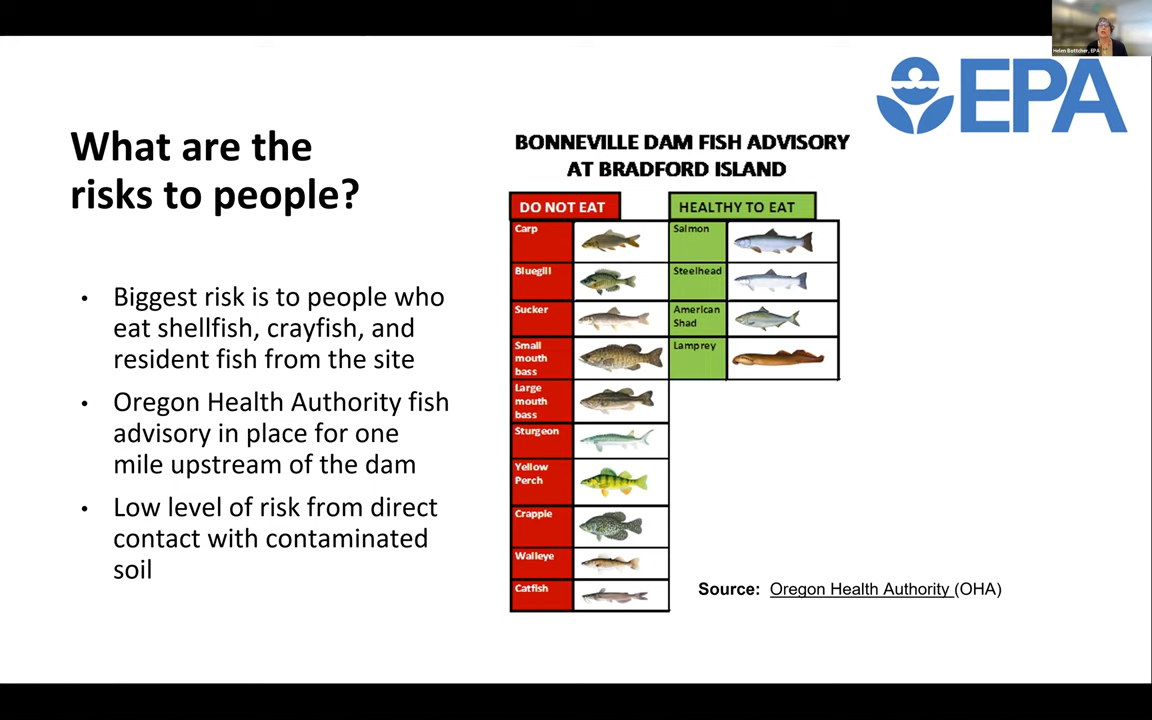 Helen Bottcher, EPA
EPA
What are the
risks to people?
• Biggest risk is to people who
eat shellfish, crayfish, and
resident fish from the site
• Oregon Health Authority fish
advisory in place for one
mile upstream of the dam
• Low level of risk from direct
contact with contaminated
soil
BONNEVILLE DAM FISH ADVISORY
AT BRADFORD ISLAND
DO NOT EAT
Carp
Bluegill
Sucker
Small
mouth
bass
Large
mouth
bass
Sturgeon
Yellow
Perch
Crapple
Walleye
Catfish
HEALTHY TO EAT
Salmon
Steelhead
American
Shad
Lamprey
Source: Oregon Health Authority (OHA)